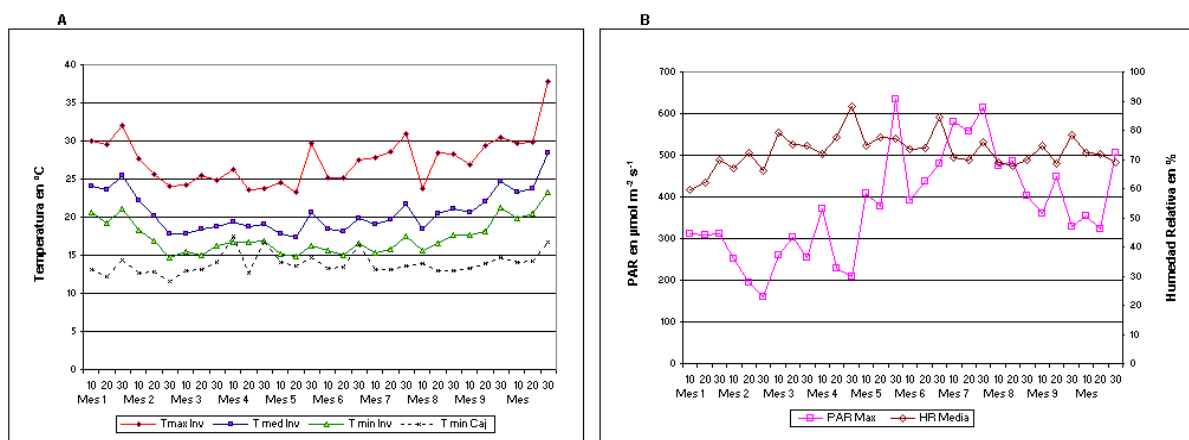 A
Temperatura en ºC
40
35
30
25
20
15
10
5
0
10 20 30 10 20 30 10 20 30 10 20 30 10 20 30 10 20 30 10 20 30 10 20 30 10 20 30 10 20 30
Mes 1 Mes 2 Mes 3 Mes 4 Mes 5 Mes 6 Mes 7 Mes 8 Mes 9 Mes
Tmax Inv T med Inv T min Inv T min Caj
B
PAR en µmol m⁻² s⁻¹
700
600
500
400
300
200
100
0
100
90
80
70
60
50
40
30
20
10
0
Humedad Relativa en %
10 20 30 10 20 30 10 20 30 10 20 30 10 20 30 10 20 30 10 20 30 10 20 30 10 20 30 10 20 30
Mes 1 Mes 2 Mes 3 Mes 4 Mes 5 Mes 6 Mes 7 Mes 8 Mes 9 Mes
PAR Max HR Media